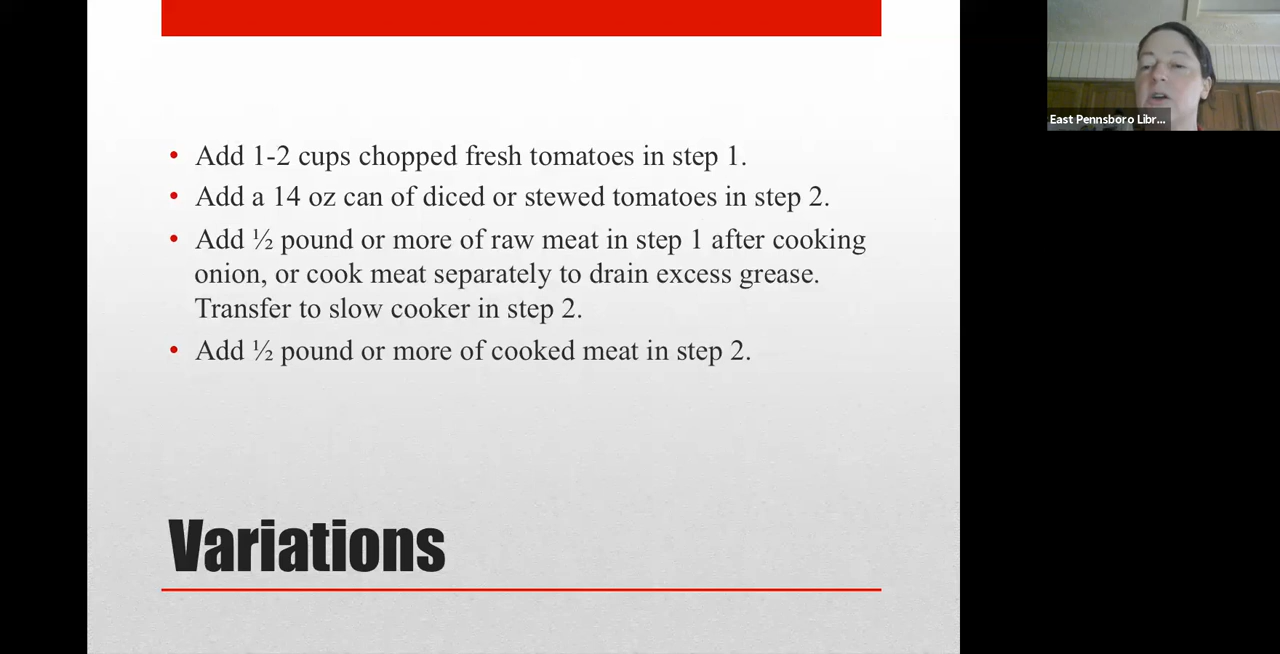 • Add 1-2 cups chopped fresh tomatoes in step 1.
• Add a 14 oz can of diced or stewed tomatoes in step 2.
• Add ½ pound or more of raw meat in step 1 after cooking
onion, or cook meat separately to drain excess grease.
Transfer to slow cooker in step 2.
• Add ½ pound or more of cooked meat in step 2.
Variations
East Pennsboro Libr...